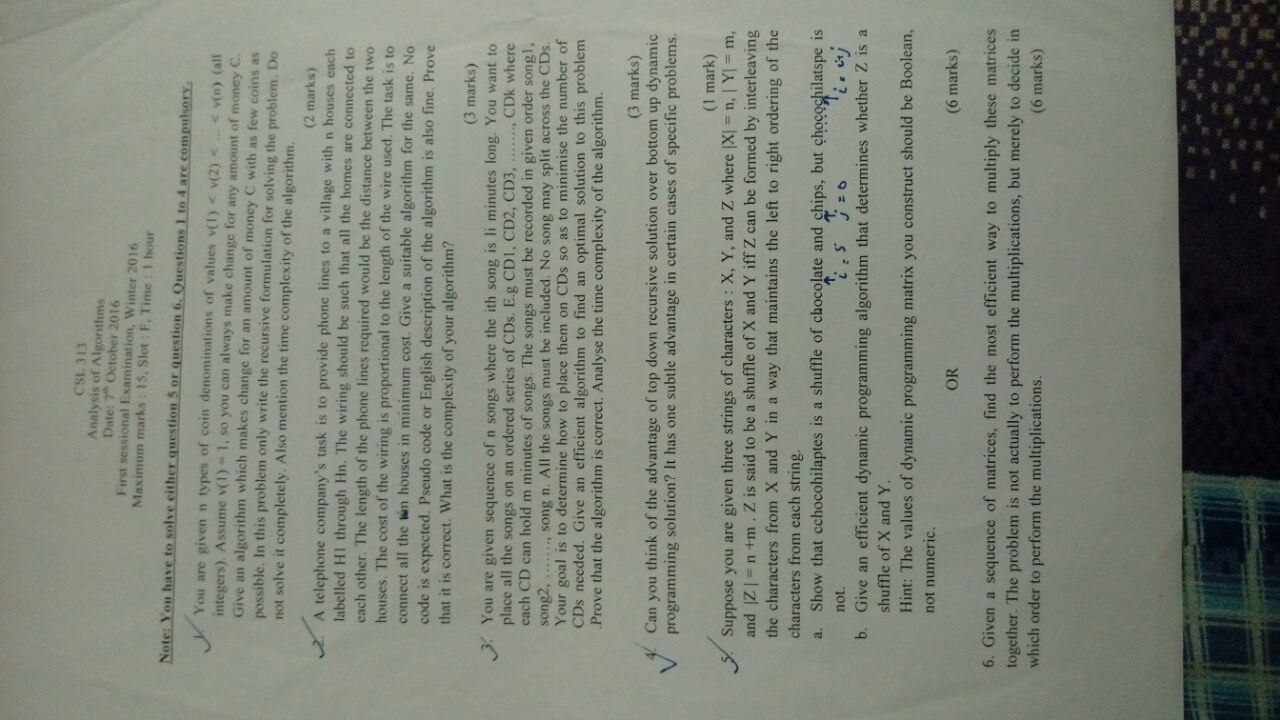 CSL 313
Analysis of Algorithms
Date: 7th October 2016
First sessional Examination, Winter 2016
Maximum marks : 15, Slot : F, Time : 1 hour
Note: You have to solve either question 5 or question 6. Questions 1 to 4 are compulsory.
1. You are given n types of coin denominations of values v(1) < v(2) < ... < v(n) (all
integers). Assume v(1) = 1, so you can always make change for any amount of money C.
Give an algorithm which makes change for an amount of money C with as few coins as
possible. In this problem only write the recursive formulation for solving the problem. Do
not solve it completely. Also mention the time complexity of the algorithm.
(2 marks)
2. A telephone company's task is to provide phone lines to a village with n houses each
labelled H1 through Hn. The wiring should be such that all the homes are connected to
each other. The length of the phone lines required would be the distance between the two
houses. The cost of the wiring is proportional to the length of the wire used. The task is to
connect all the n houses in minimum cost. Give a suitable algorithm for the same. No
code is expected. Pseudo code or English description of the algorithm is also fine. Prove
that it is correct. What is the complexity of your algorithm?
(3 marks)
3. You are given sequence of n songs where the ith song is li minutes long. You want to
place all the songs on an ordered series of CDs. E.g CD1, CD2, CD3, ......., CDk where
each CD can hold m minutes of songs. The songs must be recorded in given order song1,
song2, ......., song n. All the songs must be included. No song may split across the CDs.
Your goal is to determine how to place them on CDs so as to minimise the number of
CDs needed. Give an efficient algorithm to find an optimal solution to this problem
.Prove that the algorithm is correct. Analyse the time complexity of the algorithm.
(3 marks)
4. Can you think of the advantage of top down recursive solution over bottom up dynamic
programming solution? It has one subtle advantage in certain cases of specific problems.
(1 mark)
5. Suppose you are given three strings of characters : X, Y, and Z where |X| = n, | Y| = m,
and |Z | = n +m . Z is said to be a shuffle of X and Y iff Z can be formed by interleaving
the characters from X and Y in a way that maintains the left to right ordering of the
characters from each string.
a. Show that cchocohilaptes is a shuffle of chocolate and chips, but chocochilatspe is
not.
i = 5 j = 0 i = i+j
b. Give an efficient dynamic programming algorithm that determines whether Z is a
shuffle of X and Y.
Hint: The values of dynamic programming matrix you construct should be Boolean,
not numeric.
OR (6 marks)
6. Given a sequence of matrices, find the most efficient way to multiply these matrices
together. The problem is not actually to perform the multiplications, but merely to decide in
which order to perform the multiplications. (6 marks)